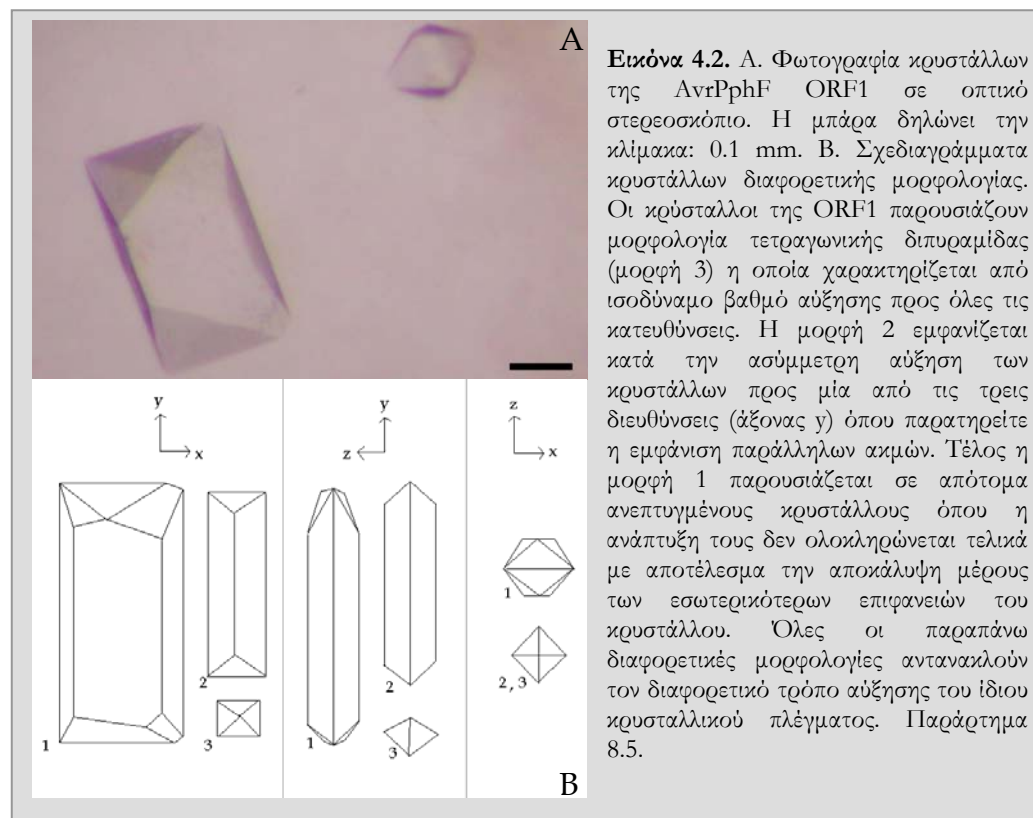 A
Εικόνα 4.2. Α. Φωτογραφία κρυστάλλων
της AvrPphF ORF1 σε οπτικό
στερεοσκόπιο. Η μπάρα δηλώνει την
κλίμακα: 0.1 mm. Β. Σχεδιαγράμματα
κρυστάλλων διαφορετικής μορφολογίας.
Οι κρύσταλλοι της ORF1 παρουσιάζουν
μορφολογία τετραγωνικής διπυραμίδας
(μορφή 3) η οποία χαρακτηρίζεται από
ισοδύναμο βαθμό αύξησης προς όλες τις
κατευθύνσεις. Η μορφή 2 εμφανίζεται
κατά την ασύμμετρη αύξηση των
κρυστάλλων προς μία από τις τρεις
διευθύνσεις (άξονας y) όπου παρατηρείτε
η εμφάνιση παράλληλων ακμών. Τέλος η
μορφή 1 παρουσιάζεται σε απότομα
ανεπτυγμένους κρυστάλλους όπου η
ανάπτυξη τους δεν ολοκληρώνεται τελικά
με αποτέλεσμα την αποκάλυψη μέρους
των εσωτερικότερων επιφανειών του
κρυστάλλου. Όλες οι παραπάνω
διαφορετικές μορφολογίες αντανακλούν
τον διαφορετικό τρόπο αύξησης του ίδιου
κρυσταλλικού πλέγματος. Παράρτημα
8.5.
y
x
1
2
3
y
z
1
2
3
z
x
1
2,3
B